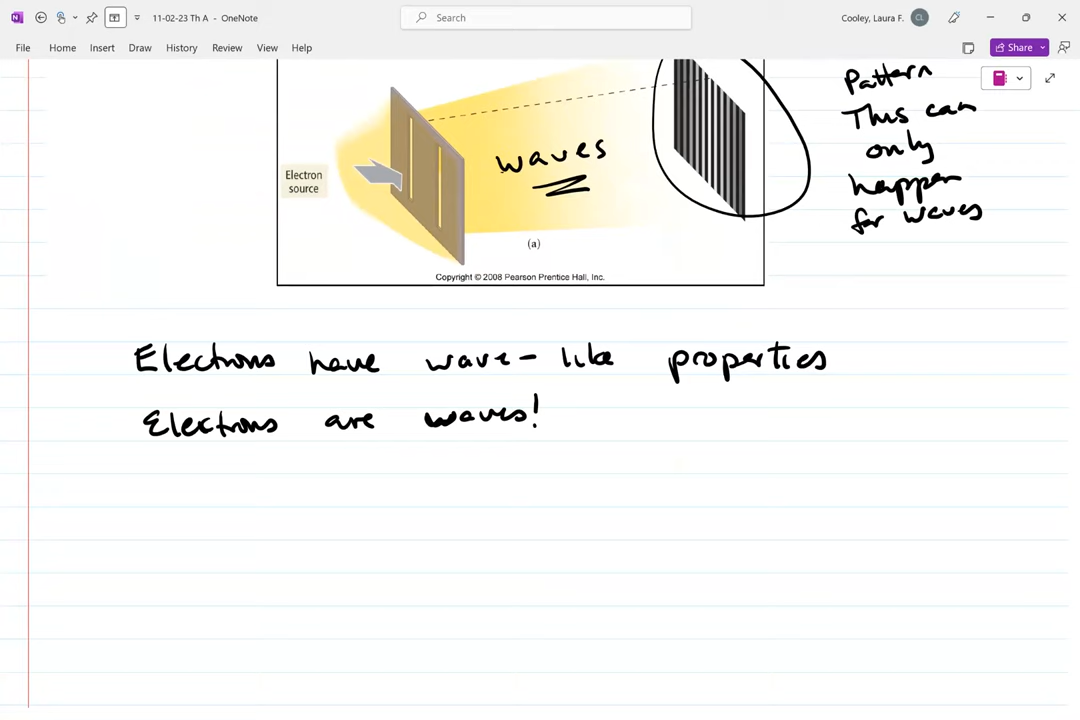 11-02-23 Th A - OneNote
Search
Cooley, Laura F.
CL
File Home Insert Draw History Review View Help
Share
Pattern
This can
only
happen
for waves
waves
Electron
source
(a)
Copyright © 2008 Pearson Prentice Hall, Inc.
Electrons have wave-like properties
Electrons are waves!